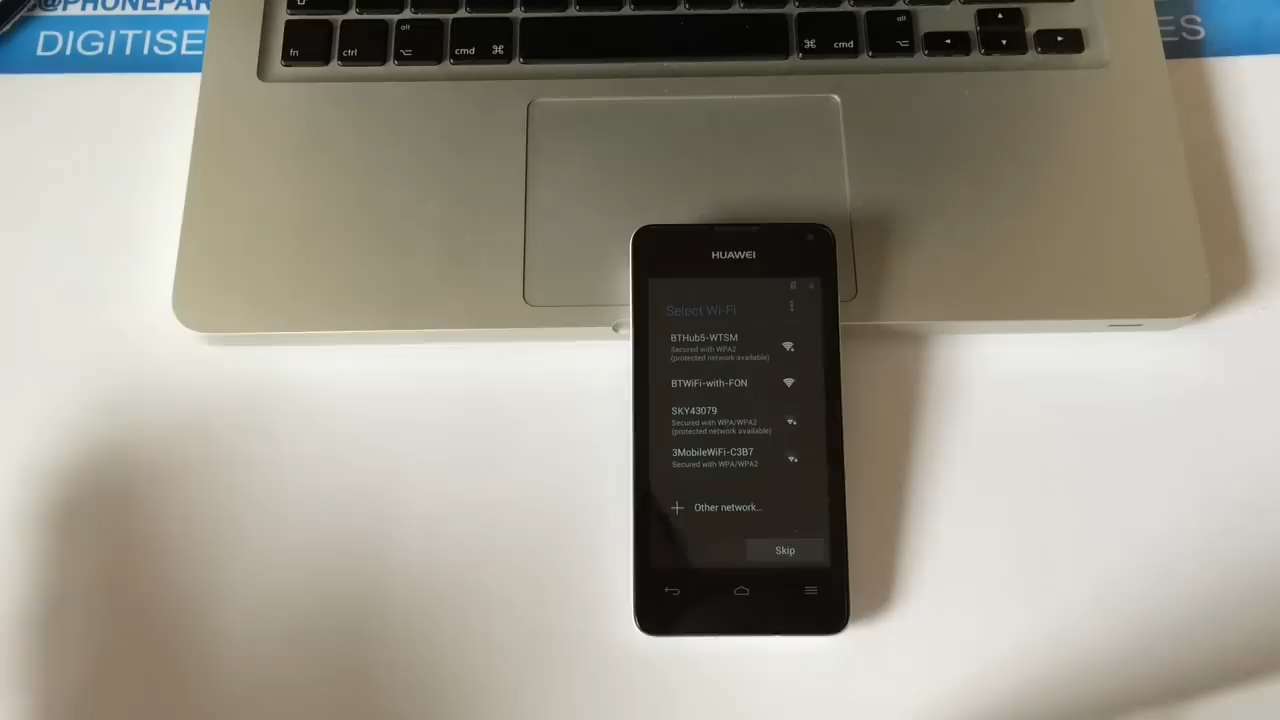 S@PHONEPAR
DIGITISE
ES
fn
ctrl
alt
cmd ⌘
⌘ cmd
alt
HUAWEI
Select Wi-Fi
BTHub5-WTSM
Secured with WPA2
(protected network available)
BTWiFi-with-FON
SKY43079
Secured with WPA/WPA2
(protected network available)
3MobileWiFi-C3B7
Secured with WPA/WPA2
Other network...
Skip